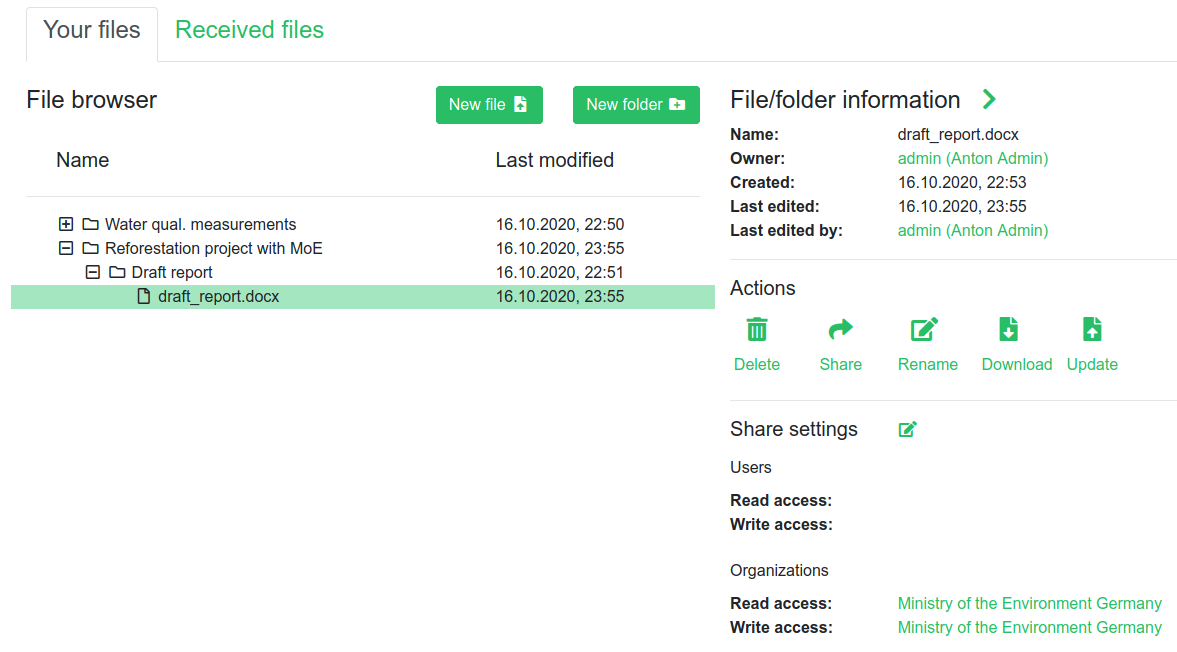 Your files
Received files
File browser
New file
New folder
Name
Last modified
Water qual. measurements
16.10.2020, 22:50
Reforestation project with MoE
16.10.2020, 23:55
Draft report
16.10.2020, 22:51
draft_report.docx
16.10.2020, 23:55
File/folder information
Name:
draft_report.docx
Owner:
admin (Anton Admin)
Created:
16.10.2020, 22:53
Last edited:
16.10.2020, 23:55
Last edited by:
admin (Anton Admin)
Actions
Delete
Share
Rename
Download
Update
Share settings
Users
Read access:
Write access:
Organizations
Read access:
Ministry of the Environment Germany
Write access:
Ministry of the Environment Germany